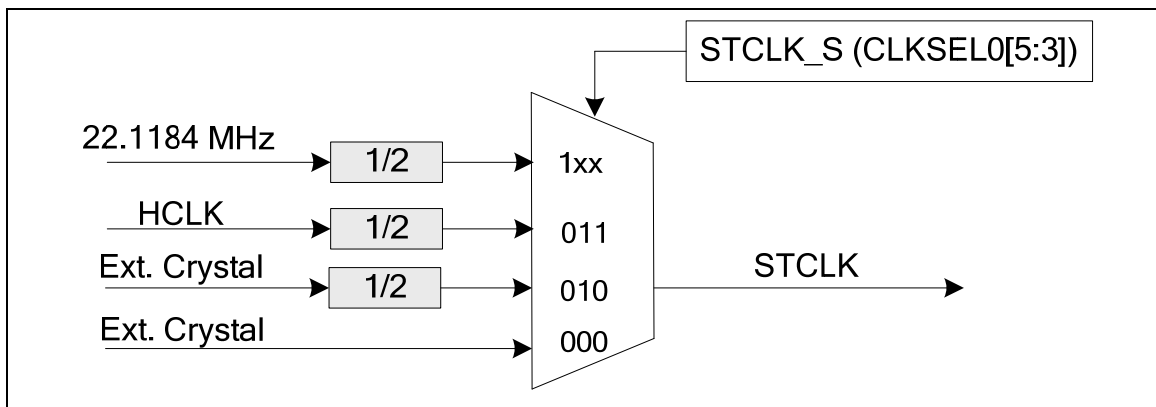 STCLK_S (CLKSEL0[5:3])
22.1184 MHz
1/2
1xx
HCLK
1/2
011
Ext. Crystal
1/2
010
STCLK
Ext. Crystal
000